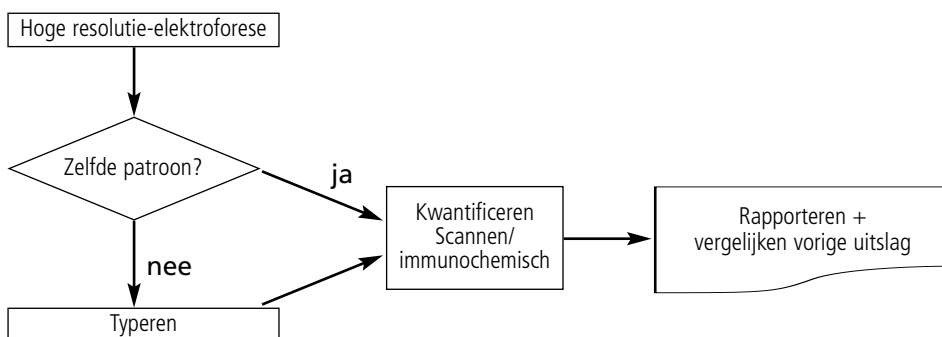 Hoge resolutie-elektroforese
Zelfde patroon?
ja
nee
Kwantificeren
Scannen/
immunochemisch
Rapporteren +
vergelijken vorige uitslag
Typeren